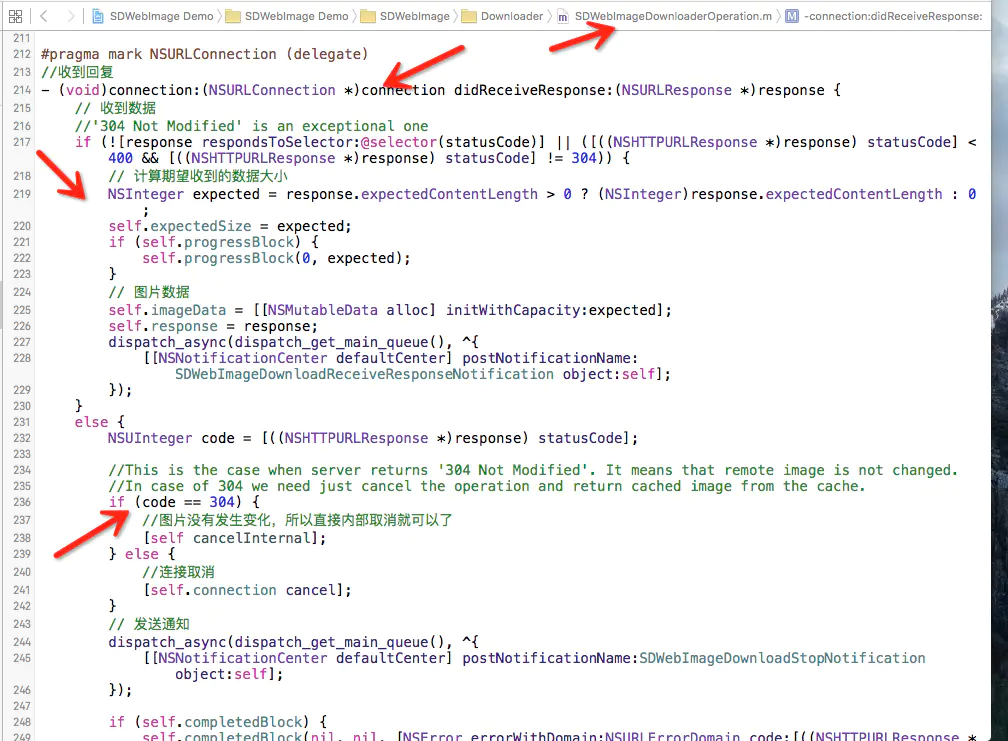 SDWebImage Demo 〉 SDWebImage Demo 〉 SDWebImage 〉 Downloader 〉 m SDWebImageDownloaderOperation.m 〉 M -connection:didReceiveResponse:
211
212 #pragma mark NSURLConnection (delegate)
213 //收到回复
214 - (void)connection:(NSURLConnection *)connection didReceiveResponse:(NSURLResponse *)response {
215 // 收到数据
216 //'304 Not Modified' is an exceptional one
217 if (![response respondsToSelector:@selector(statusCode)] || ([((NSHTTPURLResponse *)response) statusCode] <
400 && [((NSHTTPURLResponse *)response) statusCode] != 304)) {
218 // 计算期望收到的数据大小
219 NSInteger expected = response.expectedContentLength > 0 ? (NSInteger)response.expectedContentLength : 0
;
220 self.expectedSize = expected;
221 if (self.progressBlock) {
222 self.progressBlock(0, expected);
223 }
224 // 图片数据
225 self.imageData = [[NSMutableData alloc] initWithCapacity:expected];
226 self.response = response;
227 dispatch_async(dispatch_get_main_queue(), ^{
228 [[NSNotificationCenter defaultCenter] postNotificationName:
SDWebImageDownloadReceiveResponseNotification object:self];
229 });
230 }
231 else {
232 NSUInteger code = [((NSHTTPURLResponse *)response) statusCode];
233
234 //This is the case when server returns '304 Not Modified'. It means that remote image is not changed.
235 //In case of 304 we need just cancel the operation and return cached image from the cache.
236 if (code == 304) {
237 //图片没有发生变化，所以直接内部取消就可以了
238 [self cancelInternal];
239 } else {
240 //连接取消
241 [self.connection cancel];
242 }
243 // 发送通知
244 dispatch_async(dispatch_get_main_queue(), ^{
245 [[NSNotificationCenter defaultCenter] postNotificationName:SDWebImageDownloadStopNotification
object:self];
246 });
247
248 if (self.completedBlock) {
249 self.completedBlock(nil, nil, [NSError errorWithDomain:NSURLErrorDomain code:[((NSHTTPURLResponse *